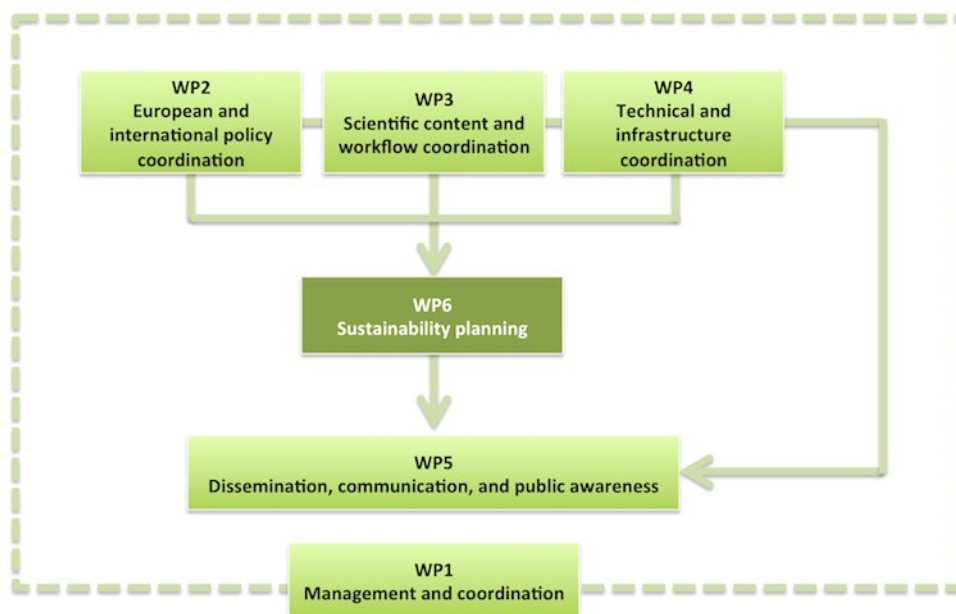 WP2
European and
international policy
coordination
WP3
Scientific content and
workflow coordination
WP4
Technical and
infrastructure
coordination
WP6
Sustainability planning
WP5
Dissemination, communication, and public awareness
WP1
Management and coordination